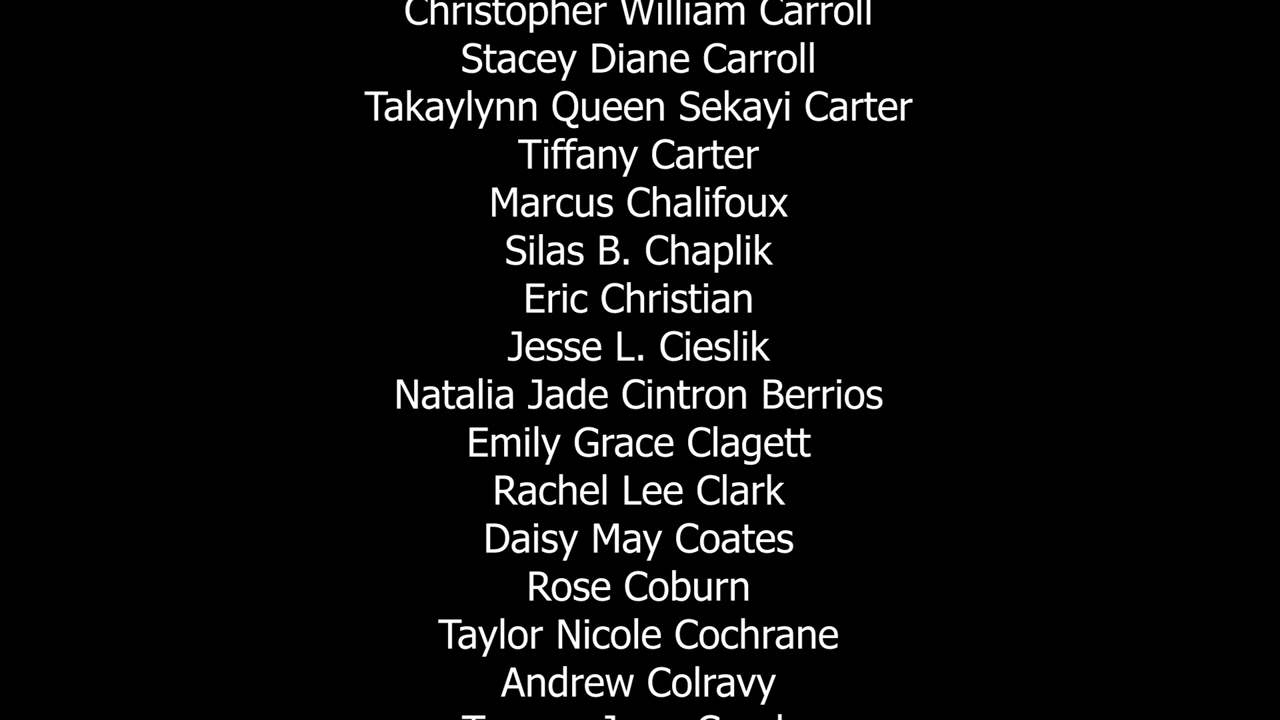 Christopher William Carroll
Stacey Diane Carroll
Takaylynn Queen Sekayi Carter
Tiffany Carter
Marcus Chalifoux
Silas B. Chaplik
Eric Christian
Jesse L. Cieslik
Natalia Jade Cintron Berrios
Emily Grace Clagett
Rachel Lee Clark
Daisy May Coates
Rose Coburn
Taylor Nicole Cochrane
Andrew Colravy